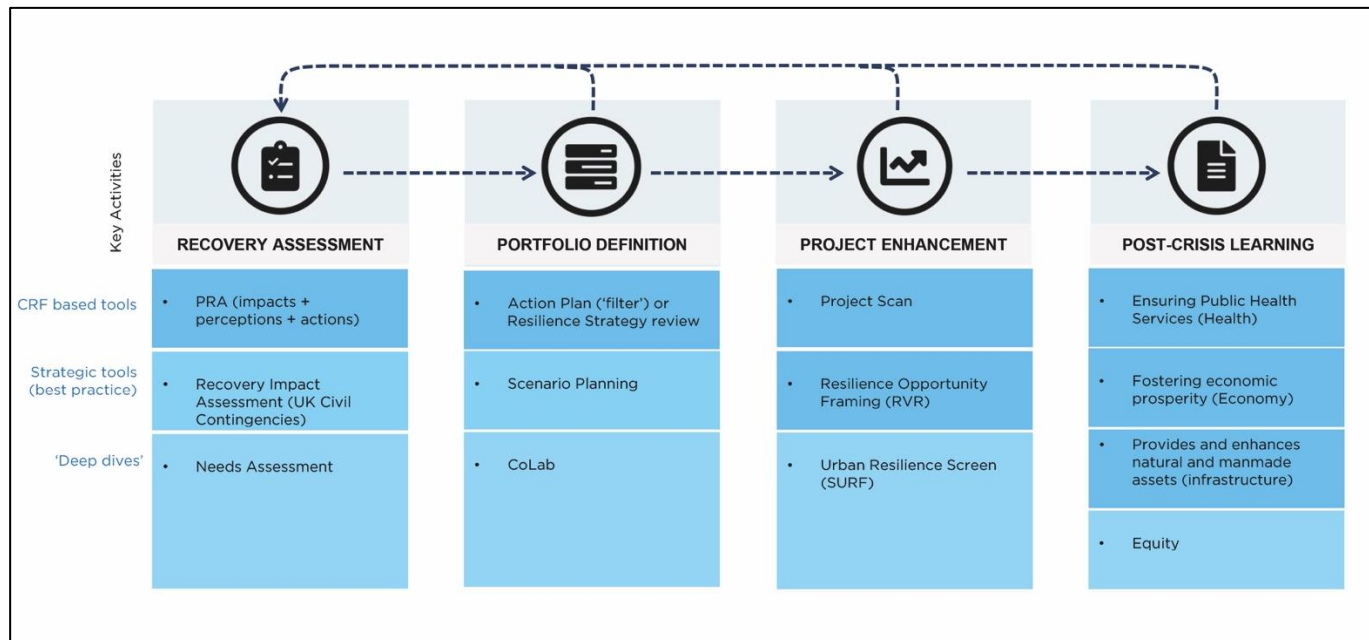 Key Activities
RECOVERY ASSESSMENT
PORTFOLIO DEFINITION
PROJECT ENHANCEMENT
POST-CRISIS LEARNING
CRF based tools
• PRA (impacts +
perceptions + actions)
• Action Plan (‘filter’) or
Resilience Strategy review
• Project Scan
• Ensuring Public Health
Services (Health)
Strategic tools
(best practice)
• Recovery Impact
Assessment (UK Civil
Contingencies)
• Scenario Planning
• Resilience Opportunity
Framing (RVR)
• Fostering economic
prosperity (Economy)
‘Deep dives’
• Needs Assessment
• CoLab
• Urban Resilience Screen
(SURF)
• Provides and enhances
natural and manmade
assets (infrastructure)
• Equity